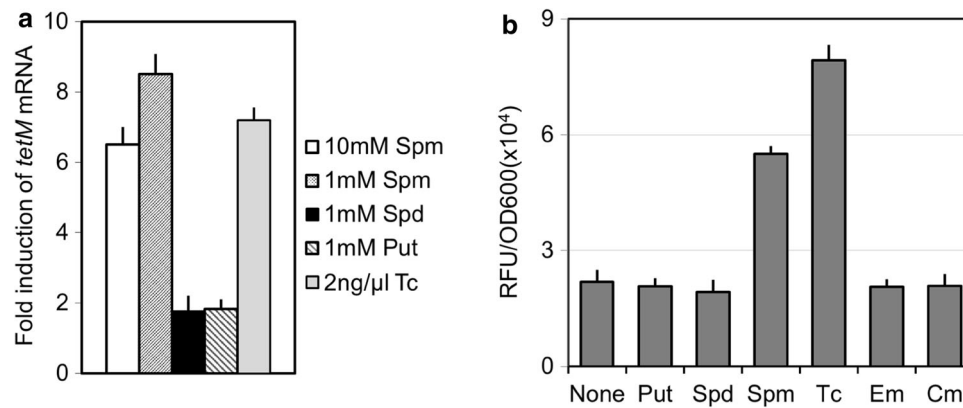 a
Fold induction of tetM mRNA
10
8
6
4
2
0
10mM Spm
1mM Spm
1mM Spd
1mM Put
2ng/µl Tc
b
RFU/OD600(x10⁴)
9
6
3
0
None Put Spd Spm Tc Em Cm